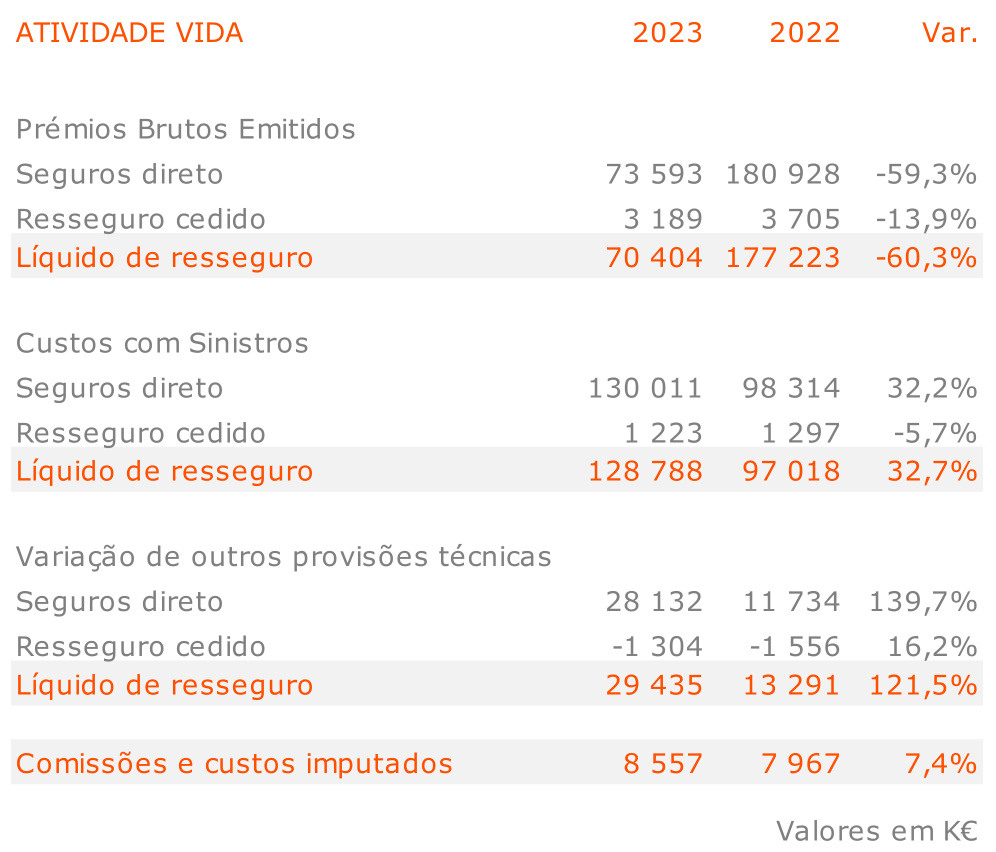 ATIVIDADE VIDA 2023 2022 Var.
Prémios Brutos Emitidos
Seguros direto 73 593 180 928 -59,3%
Resseguro cedido 3 189 3 705 -13,9%
Líquido de resseguro 70 404 177 223 -60,3%
Custos com Sinistros
Seguros direto 130 011 98 314 32,2%
Resseguro cedido 1 223 1 297 -5,7%
Líquido de resseguro 128 788 97 018 32,7%
Variação de outros provisões técnicas
Seguros direto 28 132 11 734 139,7%
Resseguro cedido -1 304 -1 556 16,2%
Líquido de resseguro 29 435 13 291 121,5%
Comissões e custos imputados 8 557 7 967 7,4%
Valores em K€